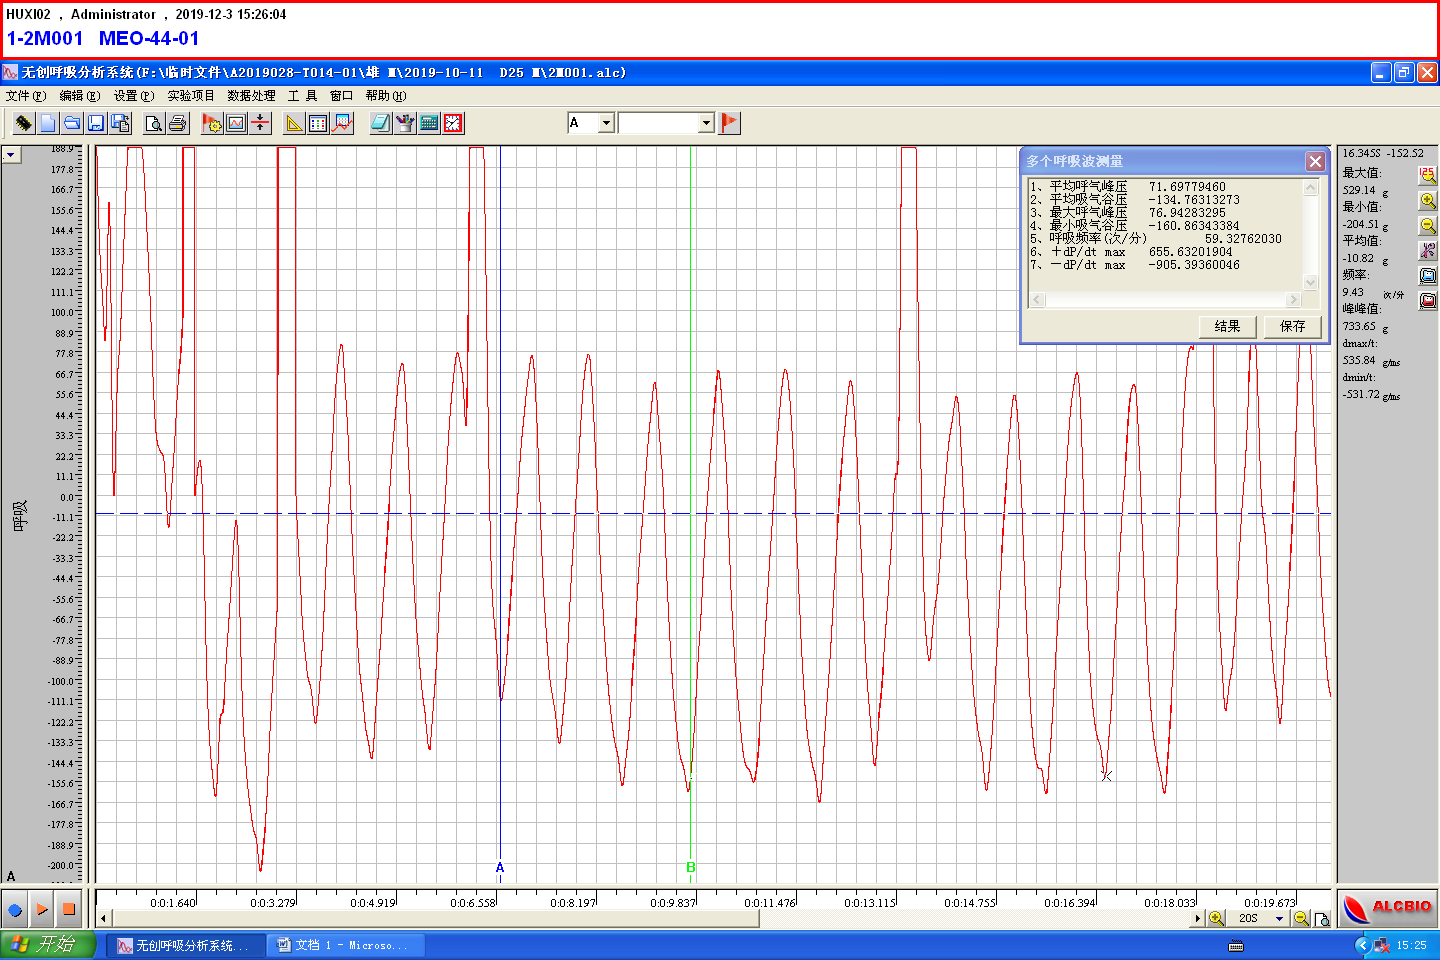 HUXI02 , Administrator , 2019-12-3 15:26:04
1-2M001 MEO-44-01
无创呼吸分析系统(F:\临时文件\A2019028-T014-01\雄 M\2019-10-11 D25 M\2M001.alc)
文件(F) 编辑(E) 设置(P) 实验项目 数据处理 工 具 窗口 帮助(H)
A
188.9
177.8
166.7
155.6
144.4
133.3
122.2
111.1
100.0
88.9
77.8
66.7
55.6
44.4
33.3
22.2
11.1
0.0
-11.1
-22.2
-33.3
-44.4
-55.6
-66.7
-77.8
-88.9
-100.0
-111.1
-122.2
-133.3
-144.4
-155.6
-166.7
-177.8
-188.9
-200.0
呼吸
A
A
B
多个呼吸波测量
1、平均呼气峰压 71.69779460
2、平均吸气谷压 -134.76313273
3、最大呼气峰压 76.94283295
4、最小吸气谷压 -160.86343384
5、呼吸频率(次/分) 59.32762030
6、＋dP/dt max 655.63201904
7、－dP/dt max -905.39360046
结果 保存
16.345S -152.52
最大值:
529.14 g
最小值:
-204.51 g
平均值:
-10.82 g
频率:
9.43 次/分
峰峰值:
733.65 g
dmax/t:
535.84 g/ms
dmin/t:
-531.72 g/ms
125
0:0:1.640 0:0:3.279 0:0:4.919 0:0:6.558 0:0:8.197 0:0:9.837 0:0:11.476 0:0:13.115 0:0:14.755 0:0:16.394 0:0:18.033 0:0:19.673
20S
ALCBIO
开始 无创呼吸分析系统... 文档 1 - Microso... 15:25